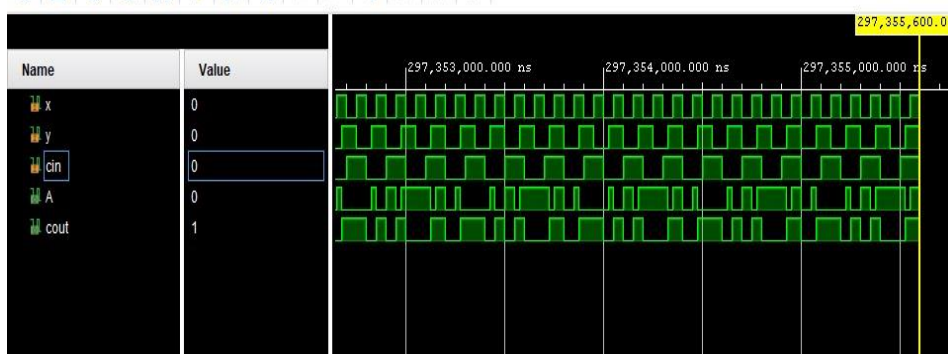 297,355,600.0
Name Value 297,353,000.000 ns 297,354,000.000 ns 297,355,000.000 ns
x 0
y 0
cin 0
A 0
cout 1